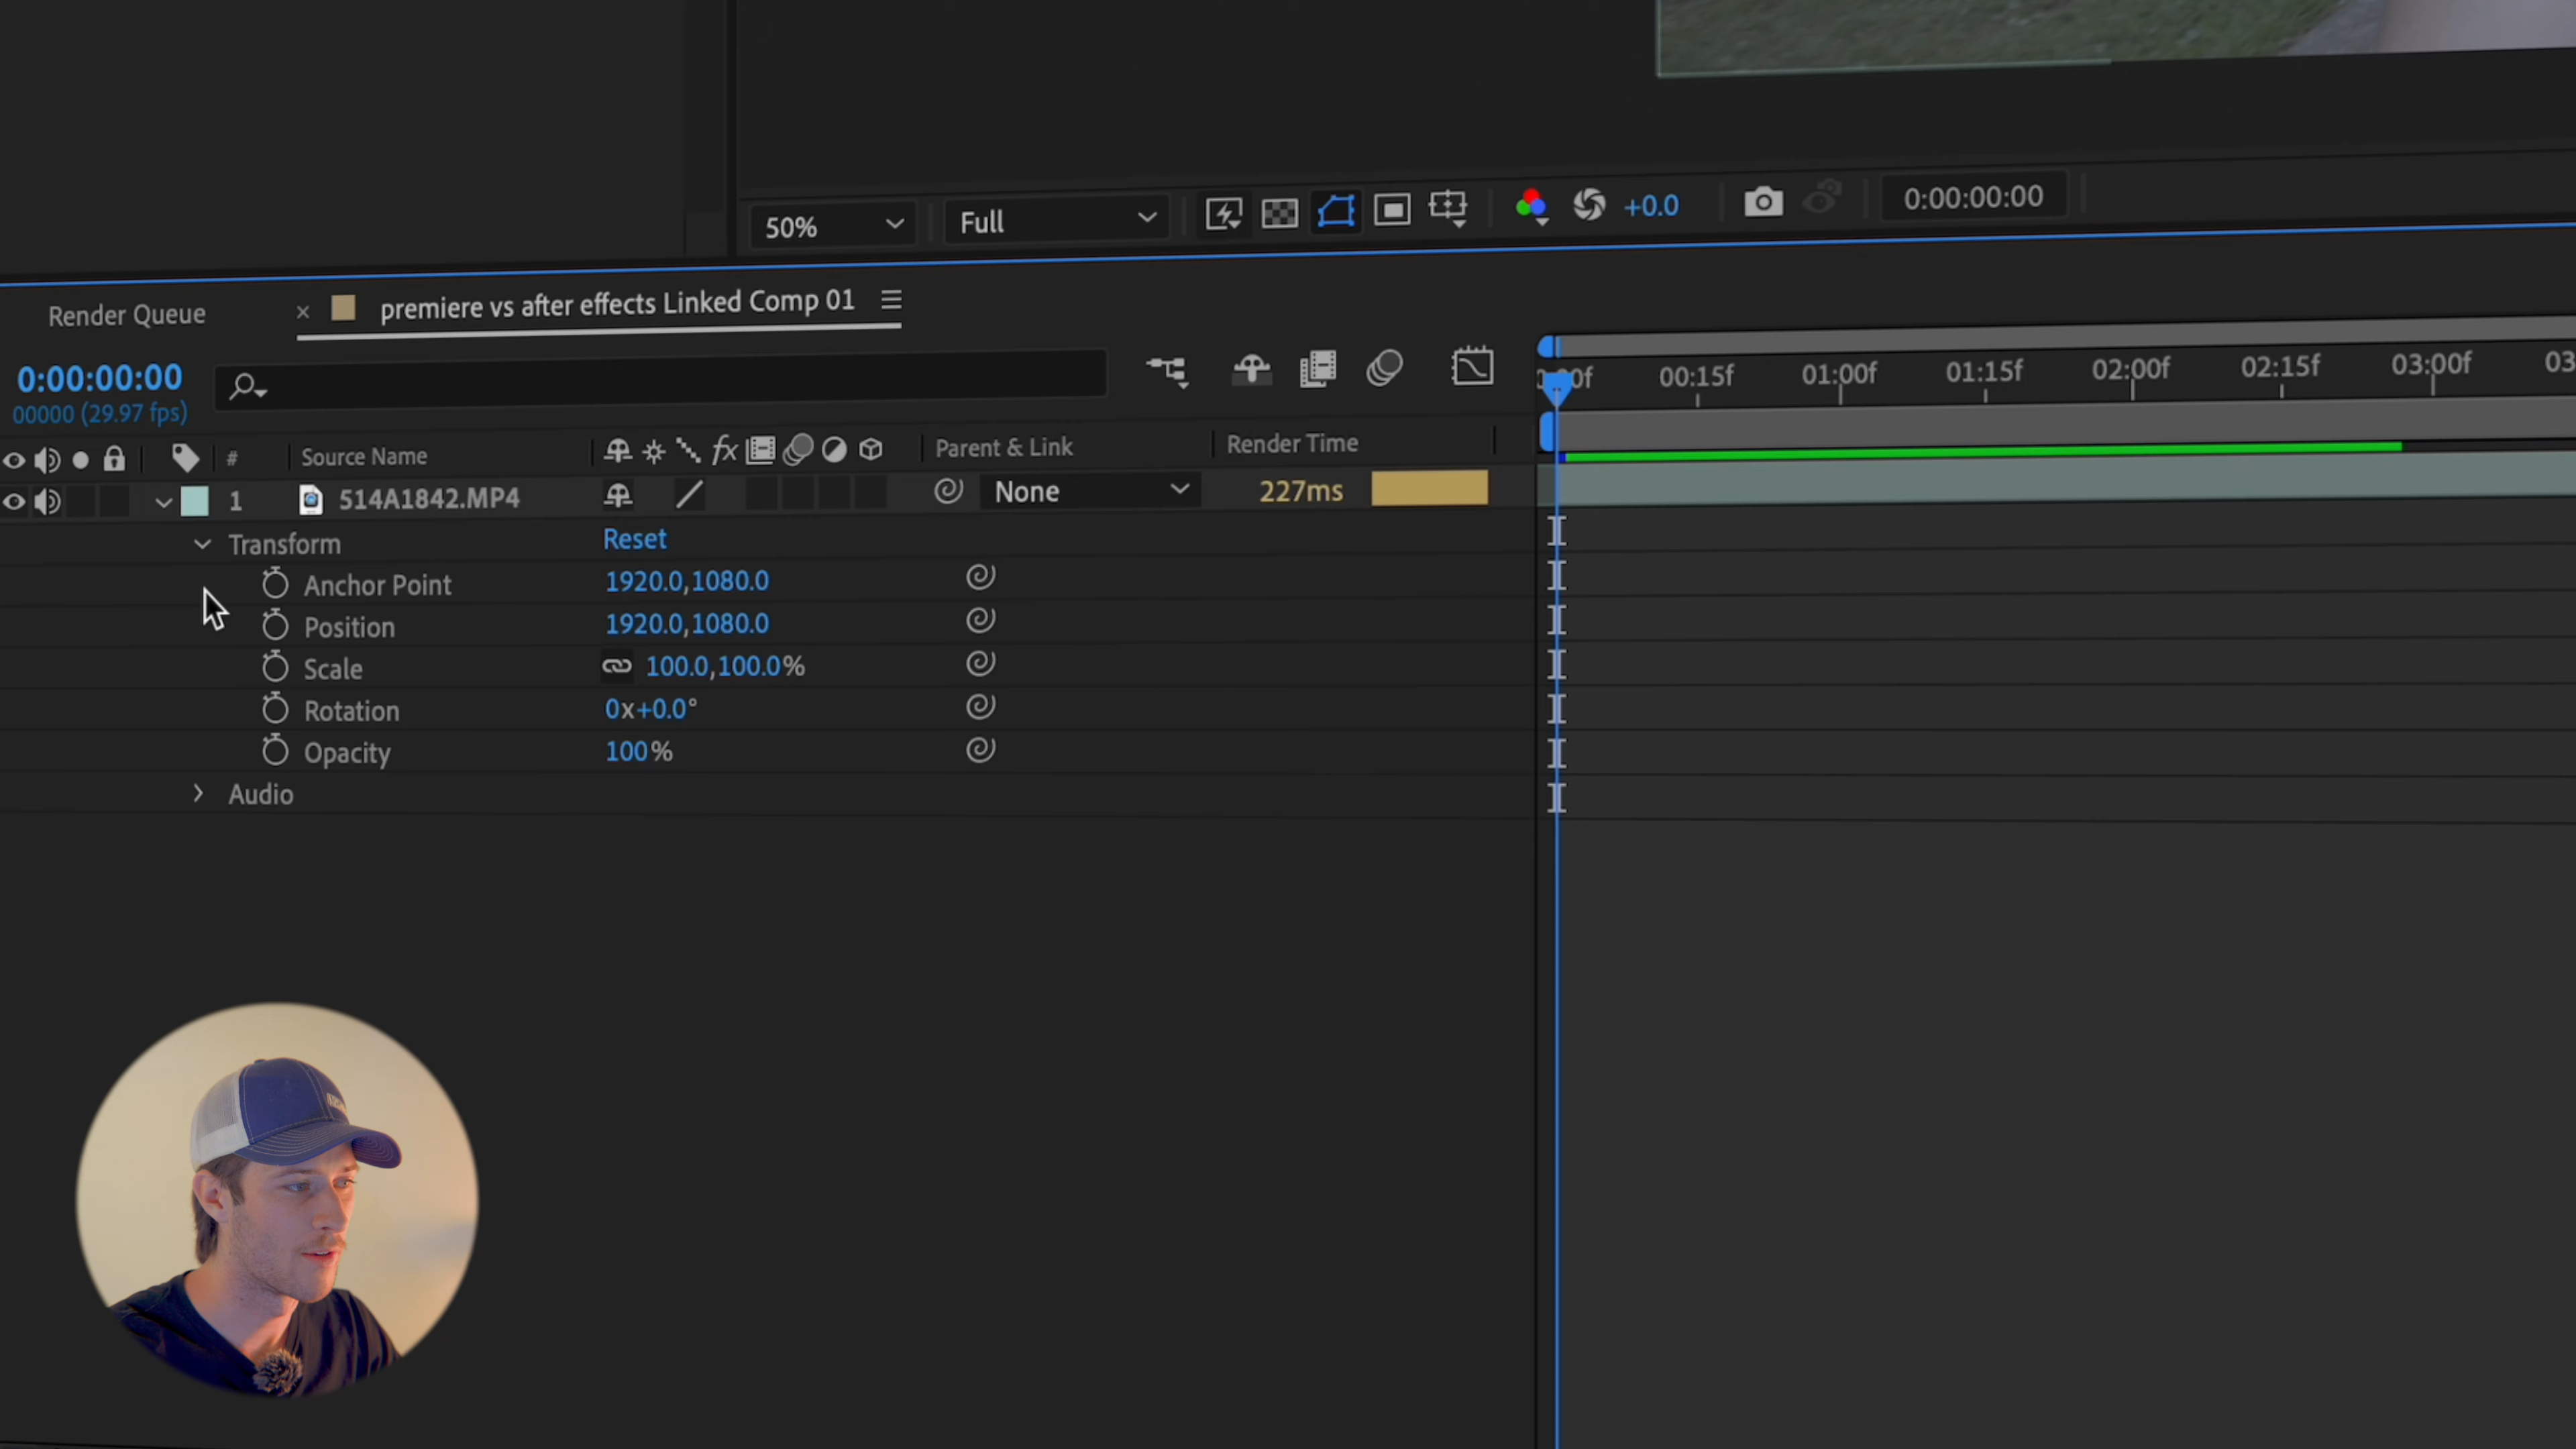 50%
Full
+0.0
0:00:00:00
Render Queue
× premiere vs after effects Linked Comp 01
0:00:00:00
00000 (29.97 fps)
00:15f 01:00f 01:15f 02:00f 02:15f 03:00f 03
# Source Name fx Parent & Link Render Time
1 514A1842.MP4 None 227ms
Transform Reset
Anchor Point 1920.0,1080.0
Position 1920.0,1080.0
Scale 100.0,100.0%
Rotation 0x+0.0°
Opacity 100%
Audio